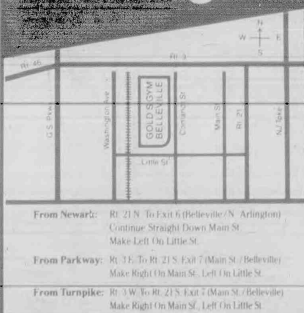 N
W E
S
Rt. 46
Rt. 3
G.S. Pkwy
Washington Ave
GOLD'S GYM
BELLEVILLE
Cortland St
Main St
Rt. 21
NJ Tpke
Little St
From Newark: Rt. 21 N. To Exit 6 (Belleville / N. Arlington)
Continue Straight Down Main St.
Make Left On Little St.
From Parkway: Rt. 3 E. To Rt. 21 S. Exit 7 (Main St. / Belleville)
Make Right On Main St., Left On Little St.
From Turnpike: Rt. 3 W. To Rt. 21 S. Exit 7 (Main St. / Belleville)
Make Right On Main St., Left On Little St.